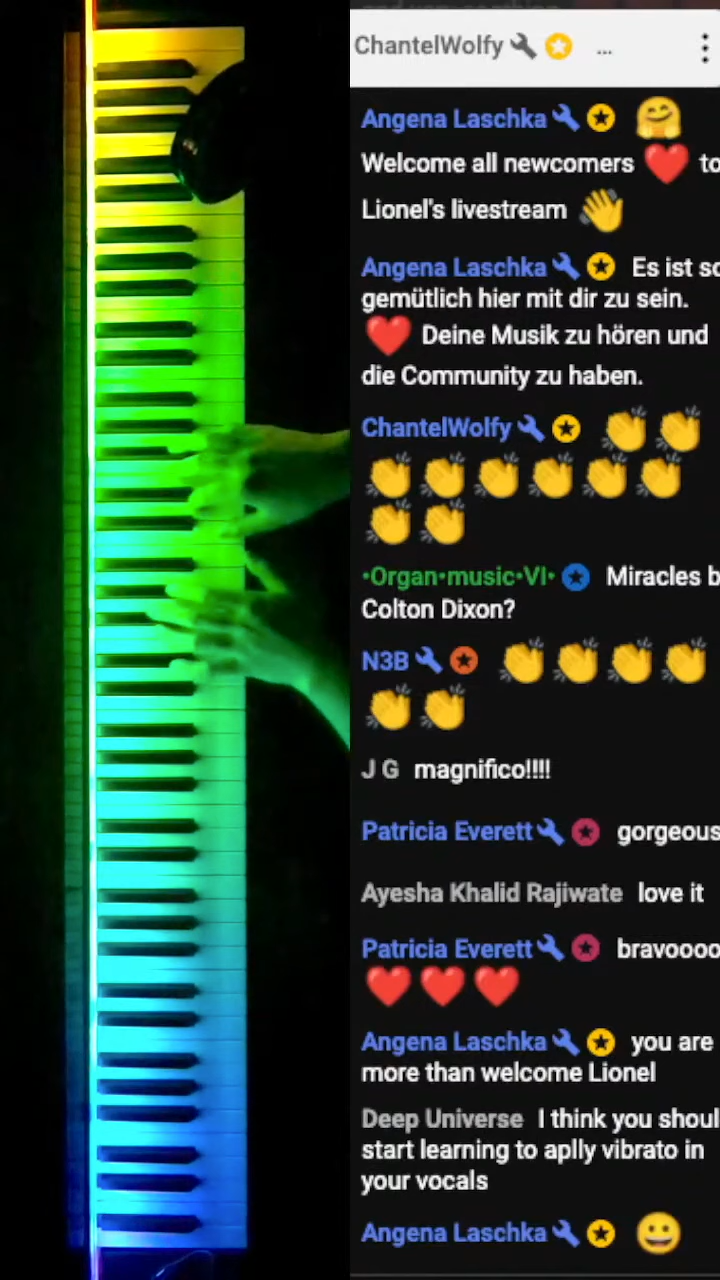 ChantelWolfy ...
Angena Laschka
Welcome all newcomers to
Lionel's livestream
Angena Laschka Es ist so
gemütlich hier mit dir zu sein.
Deine Musik zu hören und
die Community zu haben.
ChantelWolfy
•Organ•music•VI• Miracles b
Colton Dixon?
N3B
J G magnifico!!!!
Patricia Everett gorgeous
Ayesha Khalid Rajiwate love it
Patricia Everett bravoooo
Angena Laschka you are
more than welcome Lionel
Deep Universe I think you shoul
start learning to aplly vibrato in
your vocals
Angena Laschka